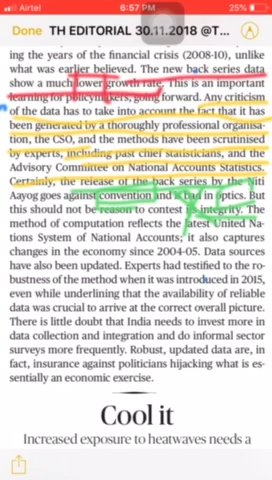 Airtel
6:57 PM
25%
Done TH EDITORIAL 30.11.2018 @T...
ing the years of the financial crisis (2008-10), unlike
what was earlier believed. The new back series data
show a much lower growth rate. This is an important
learning for policymakers, going forward. Any criticism
of the data has to take into account the fact that it has
been generated by a thoroughly professional organisa-
tion, the CSO, and the methods have been scrutinised
by experts, including past chief statisticians, and the
Advisory Committee on National Accounts Statistics.
Certainly, the release of the back series by the Niti
Aayog goes against convention and is bad in optics. But
this should not be reason to contest its integrity. The
method of computation reflects the latest United Na-
tions System of National Accounts; it also captures
changes in the economy since 2004-05. Data sources
have also been updated. Experts had testified to the ro-
bustness of the method when it was introduced in 2015,
even while underlining that the availability of reliable
data was crucial to arrive at the correct overall picture.
There is little doubt that India needs to invest more in
data collection and integration and do informal sector
surveys more frequently. Robust, updated data are, in
fact, insurance against politicians hijacking what is es-
sentially an economic exercise.
Cool it
Increased exposure to heatwaves needs a